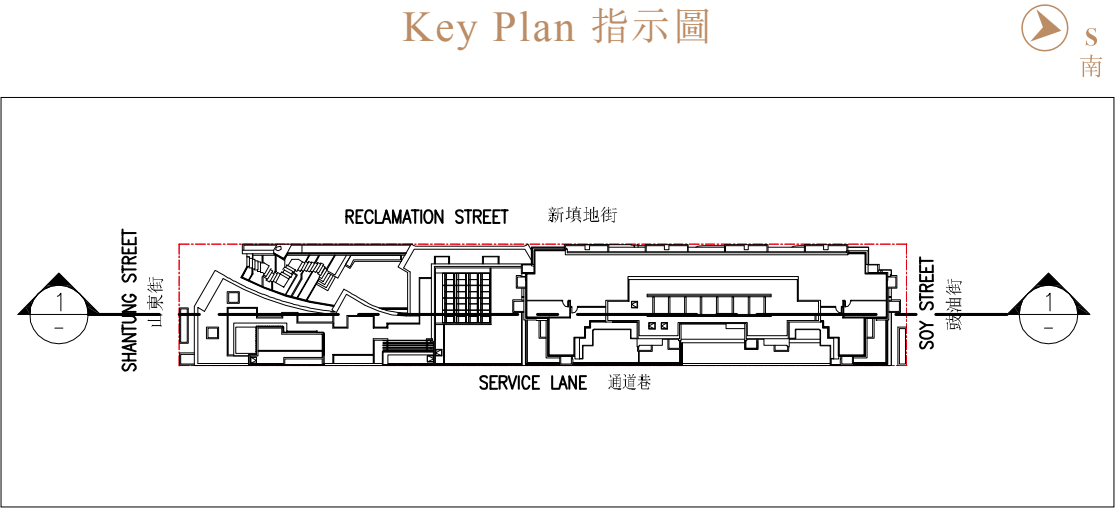 Key Plan 指示圖
S
南
RECLAMATION STREET 新填地街
SHANTUNG STREET
山東街
SOY STREET
豉油街
1
–
1
–
SERVICE LANE 通道巷